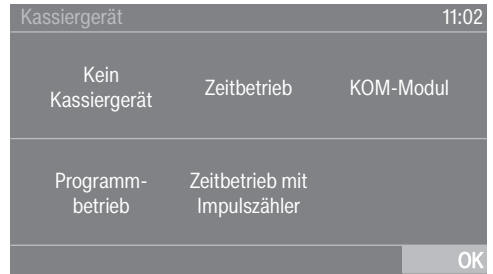 Kassiergerät 11:02
Kein
Kassiergerät
Zeitbetrieb
KOM-Modul
Programm-
betrieb
Zeitbetrieb mit
Impulszähler
OK